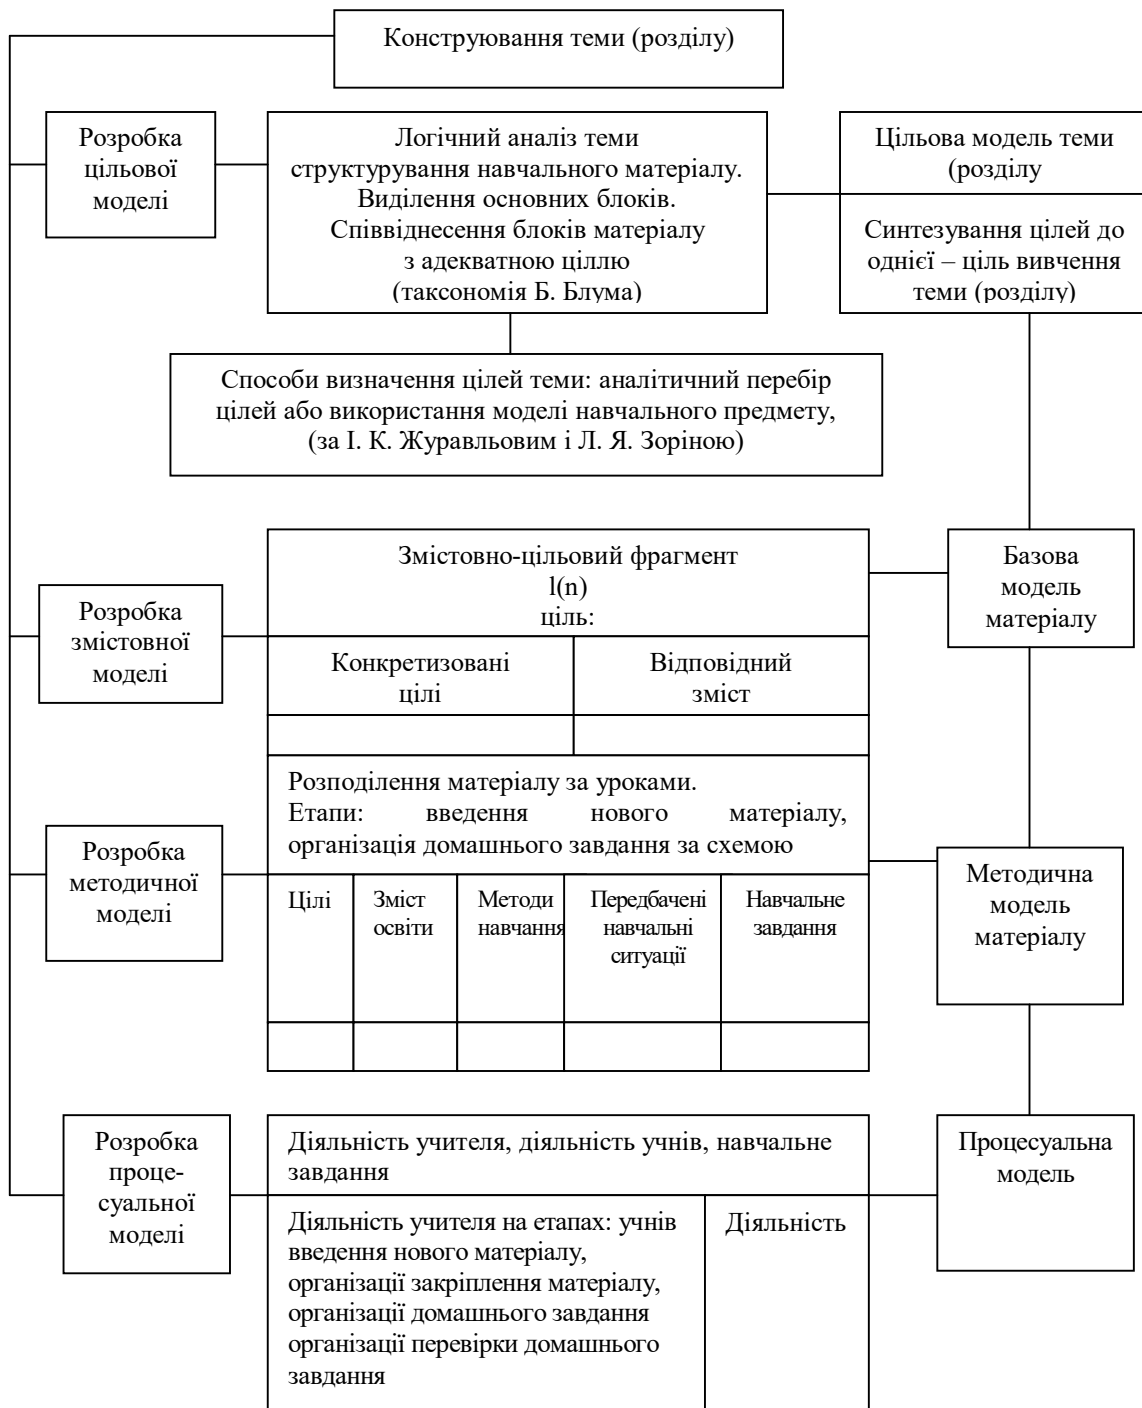 Конструювання теми (розділу)
Розробка
цільової
моделі
Логічний аналіз теми
структурування навчального матеріалу.
Виділення основних блоків.
Співвіднесення блоків матеріалу
з адекватною ціллю
(таксономія Б. Блума)
Цільова модель теми
(розділу
Синтезування цілей до
однієї – ціль вивчення
теми (розділу)
Способи визначення цілей теми: аналітичний перебір
цілей або використання моделі навчального предмету,
(за І. К. Журавльовим і Л. Я. Зоріною)
Розробка
змістовної
моделі
Змістовно-цільовий фрагмент
l(n)
ціль:
Конкретизовані
цілі
Відповідний
зміст
Базова
модель
матеріалу
Розробка
методичної
моделі
Розподілення матеріалу за уроками.
Етапи: введення нового матеріалу,
організація домашнього завдання за схемою
Цілі
Зміст
освіти
Методи
навчання
Передбачені
навчальні
ситуації
Навчальне
завдання
Методична
модель
матеріалу
Розробка
проце-
суальної
моделі
Діяльність учителя, діяльність учнів, навчальне
завдання
Діяльність учителя на етапах: учнів
введення нового матеріалу,
організації закріплення матеріалу,
організації домашнього завдання
організації перевірки домашнього
завдання
Діяльність
Процесуальна
модель